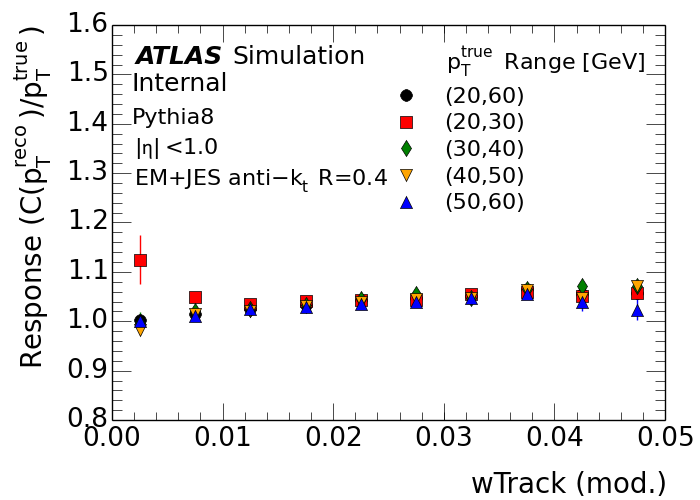 1.6
1.5
1.4
1.3
1.2
1.1
1.0
0.9
0.8
Response (C(p_T^reco)/p_T^true)
ATLAS Simulation
Internal
Pythia8
|η| <1.0
EM+JES anti−k_t R=0.4
p_T^true Range [GeV]
(20,60)
(20,30)
(30,40)
(40,50)
(50,60)
0.00 0.01 0.02 0.03 0.04 0.05
wTrack (mod.)